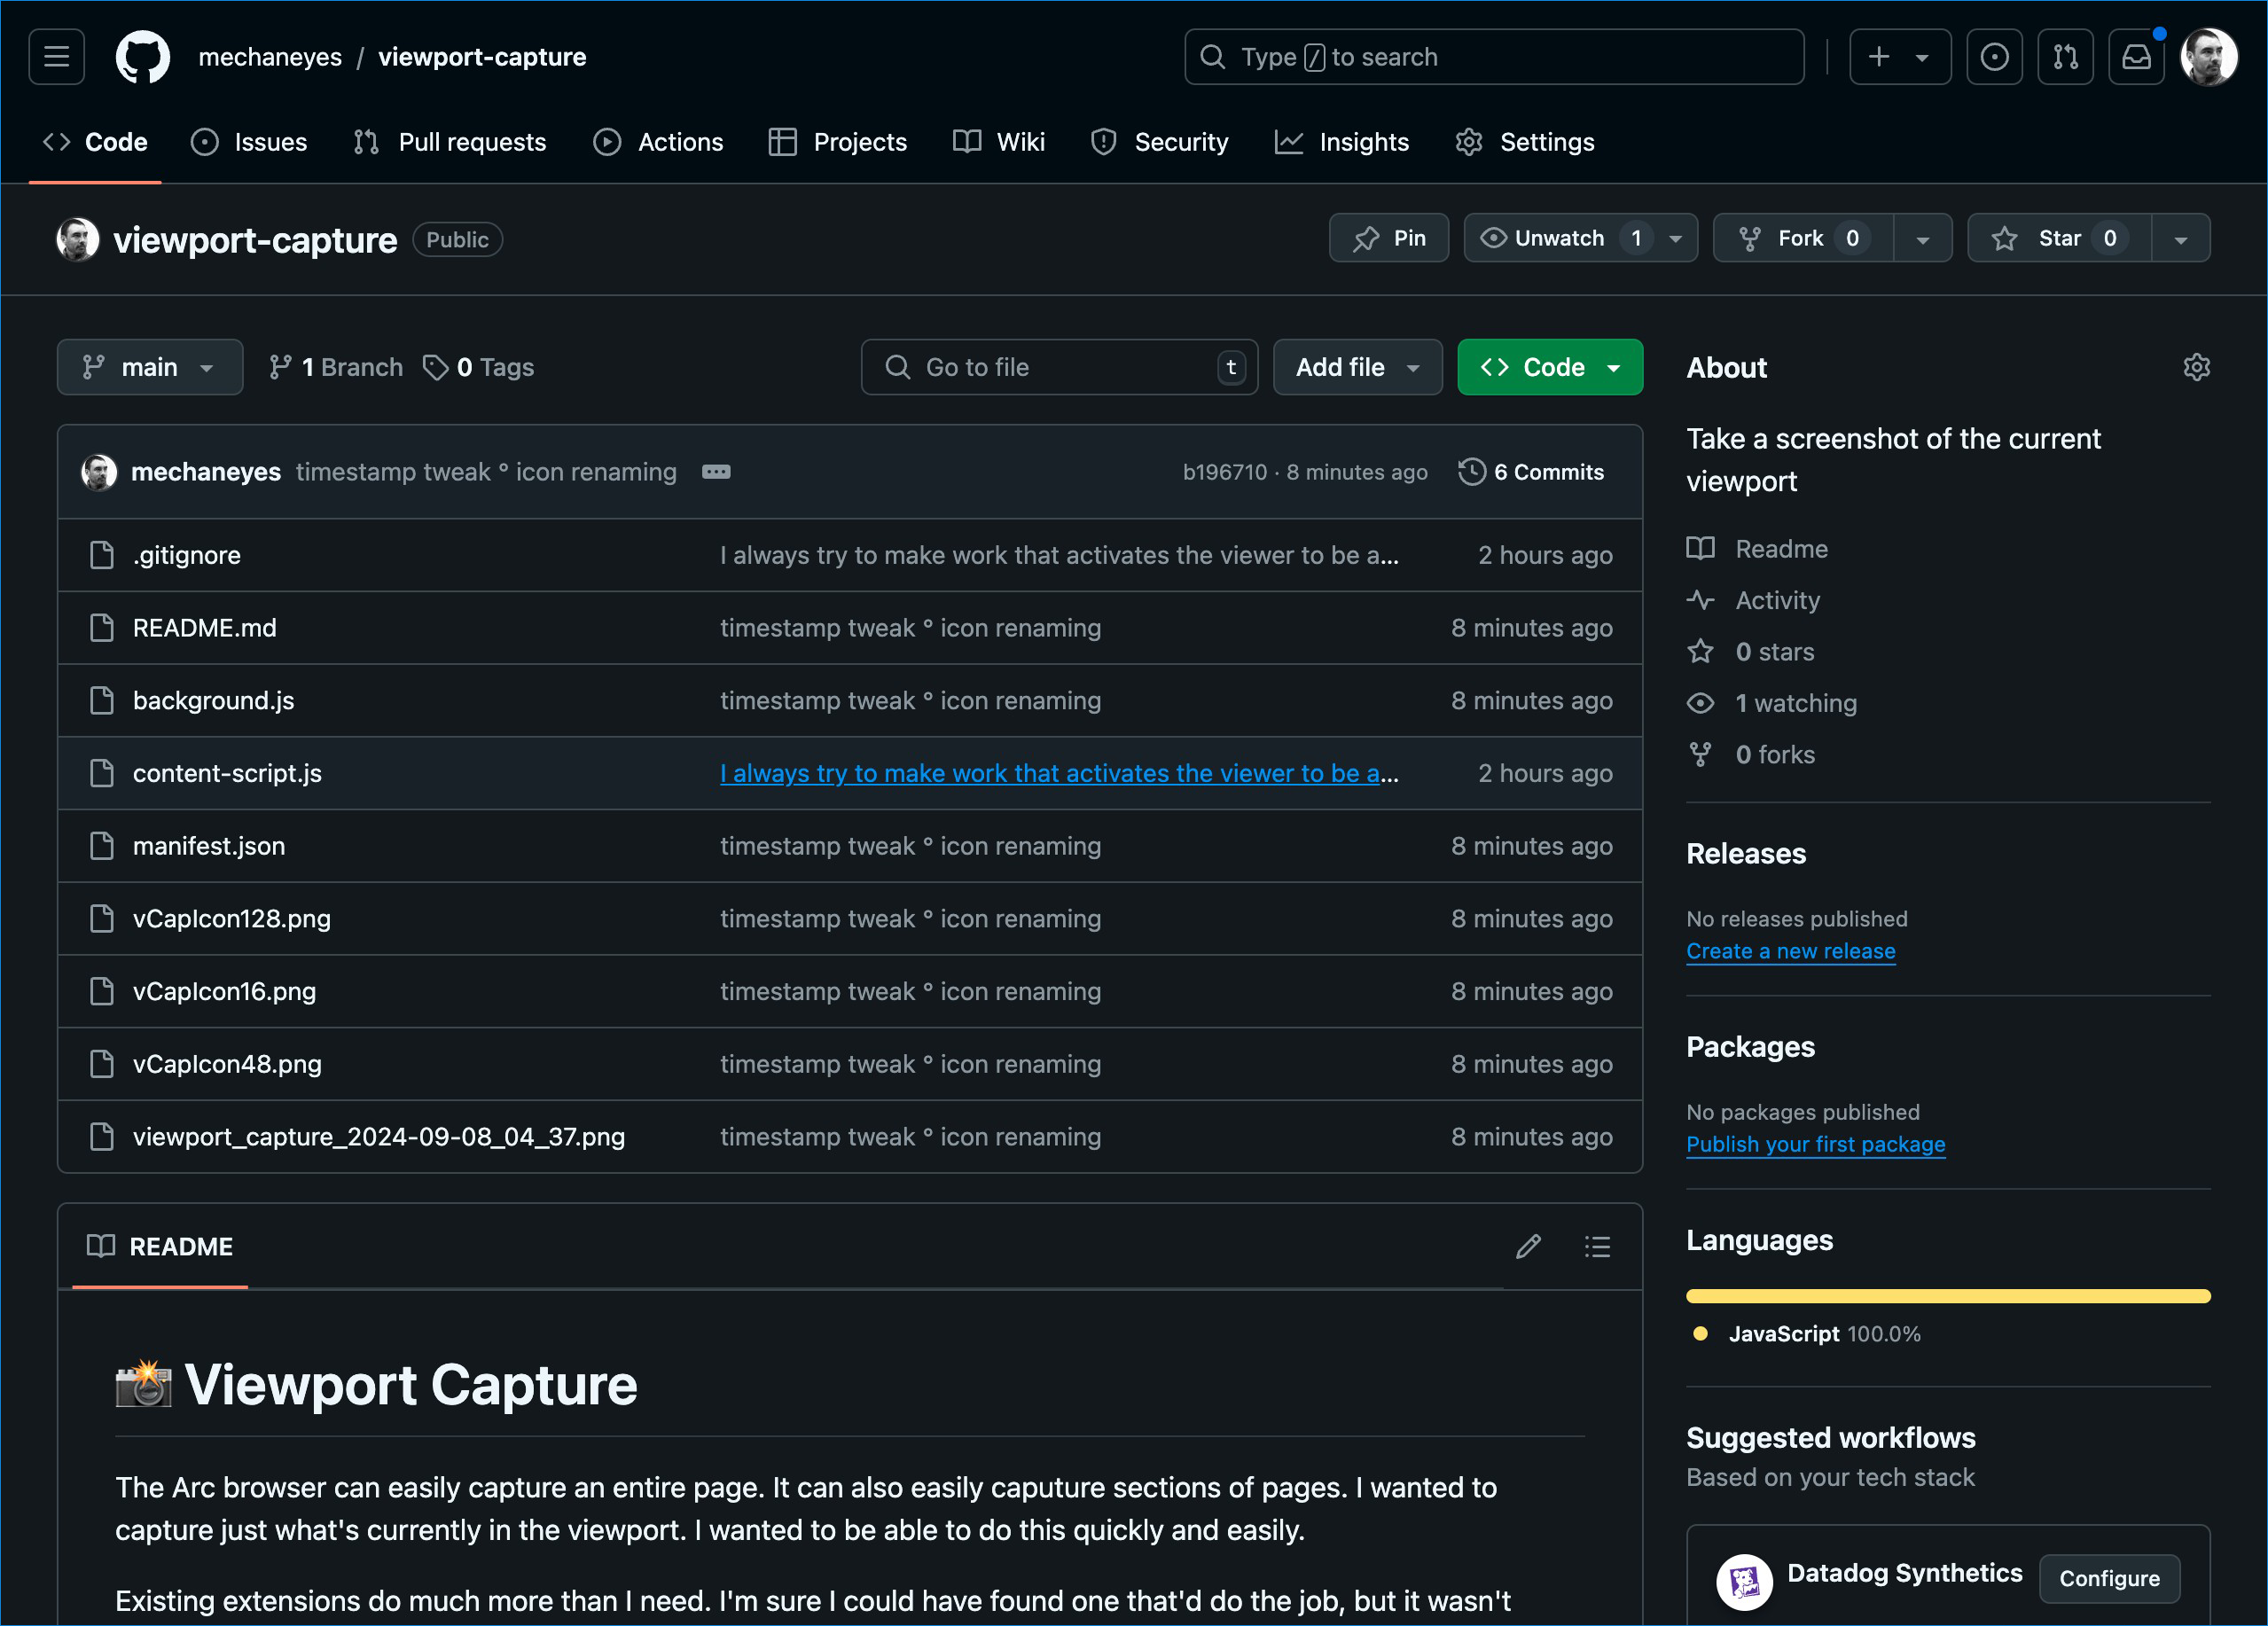 mechaneyes / viewport-capture
Type / to search
Code Issues Pull requests Actions Projects Wiki Security Insights Settings
viewport-capture Public
Pin Unwatch 1 Fork 0 Star 0
main 1 Branch 0 Tags Go to file t Add file Code
mechaneyes timestamp tweak ° icon renaming b196710 · 8 minutes ago 6 Commits
.gitignore I always try to make work that activates the viewer to be a... 2 hours ago
README.md timestamp tweak ° icon renaming 8 minutes ago
background.js timestamp tweak ° icon renaming 8 minutes ago
content-script.js I always try to make work that activates the viewer to be a... 2 hours ago
manifest.json timestamp tweak ° icon renaming 8 minutes ago
vCapIcon128.png timestamp tweak ° icon renaming 8 minutes ago
vCapIcon16.png timestamp tweak ° icon renaming 8 minutes ago
vCapIcon48.png timestamp tweak ° icon renaming 8 minutes ago
viewport_capture_2024-09-08_04_37.png timestamp tweak ° icon renaming 8 minutes ago
README
📸 Viewport Capture
The Arc browser can easily capture an entire page. It can also easily caputure sections of pages. I wanted to
capture just what's currently in the viewport. I wanted to be able to do this quickly and easily.
Existing extensions do much more than I need. I'm sure I could have found one that'd do the job, but it wasn't
About
Take a screenshot of the current
viewport
Readme
Activity
0 stars
1 watching
0 forks
Releases
No releases published
Create a new release
Packages
No packages published
Publish your first package
Languages
JavaScript 100.0%
Suggested workflows
Based on your tech stack
Datadog Synthetics Configure